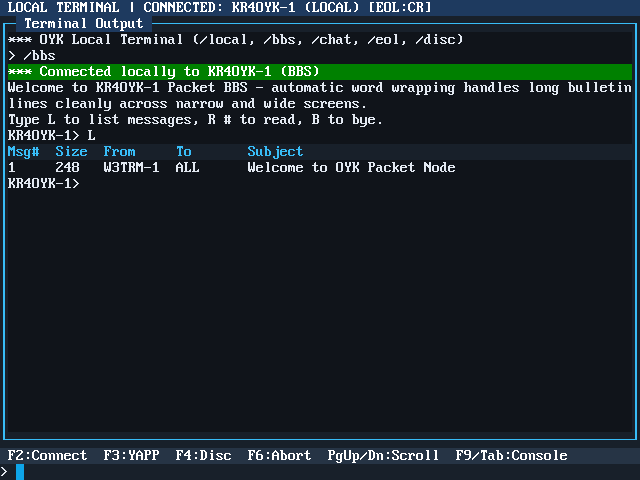 LOCAL TERMINAL | CONNECTED: KR4OYK-1 (LOCAL) [EOL:CR]
Terminal Output
*** OYK Local Terminal (/local, /bbs, /chat, /eol, /disc)
> /bbs
*** Connected locally to KR4OYK-1 (BBS)
Welcome to KR4OYK-1 Packet BBS - automatic word wrapping handles long bulletin
lines cleanly across narrow and wide screens.
Type L to list messages, R # to read, B to bye.
KR4OYK-1> L
Msg#  Size  From     To       Subject
1     248   W3TRM-1  ALL      Welcome to OYK Packet Node
KR4OYK-1>
F2:Connect  F3:YAPP  F4:Disc  F6:Abort  PgUp/Dn:Scroll  F9/Tab:Console
>